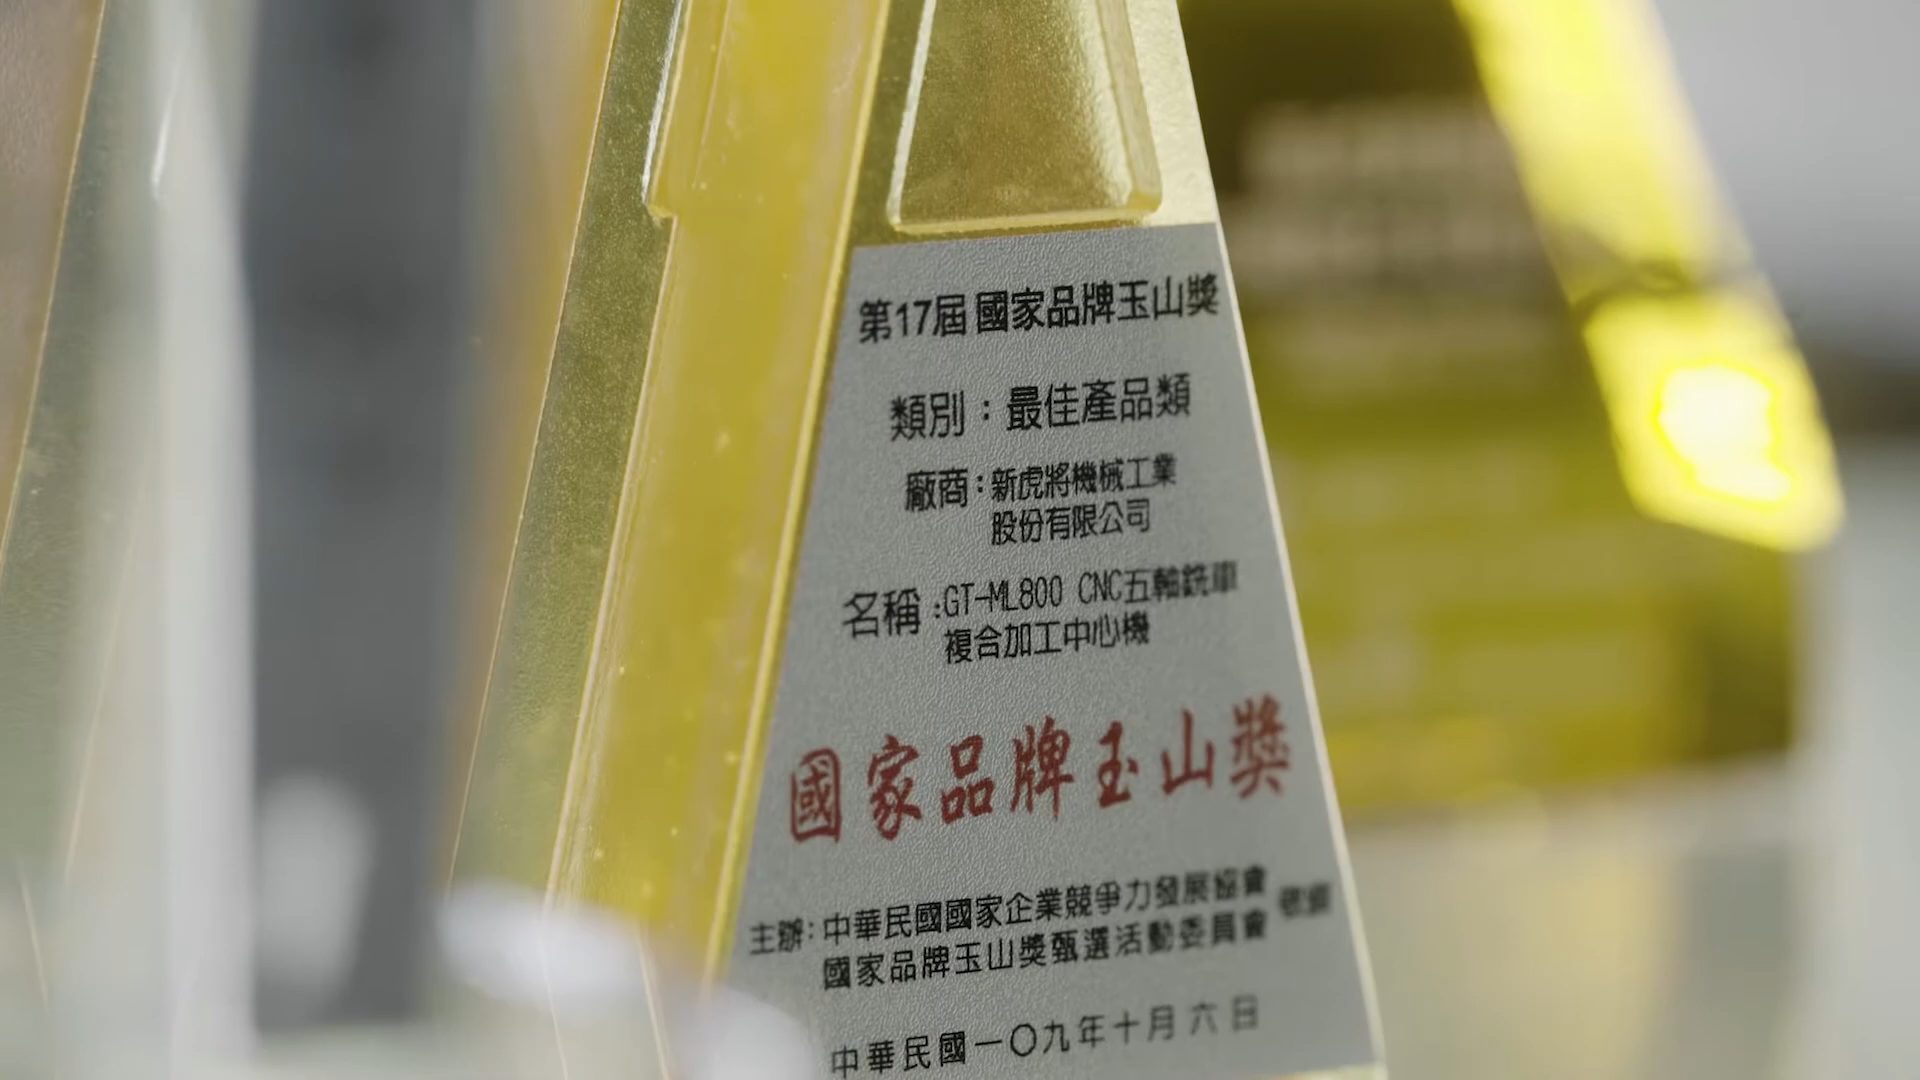 第17屆 國家品牌玉山獎
類別：最佳產品類
廠商：新虎將機械工業
股份有限公司
名稱：GT-ML800 CNC五軸銑車
複合加工中心機
國家品牌玉山獎
主辦：中華民國國家企業競爭力發展協會
國家品牌玉山獎甄選活動委員會
中華民國一〇九年十月六日